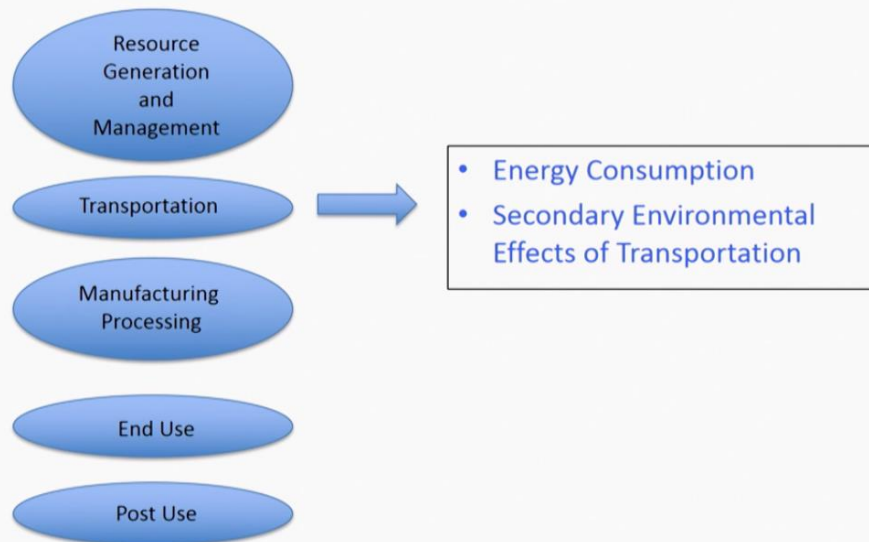 Resource
Generation
and
Management
Transportation
Manufacturing
Processing
End Use
Post Use
• Energy Consumption
• Secondary Environmental
Effects of Transportation